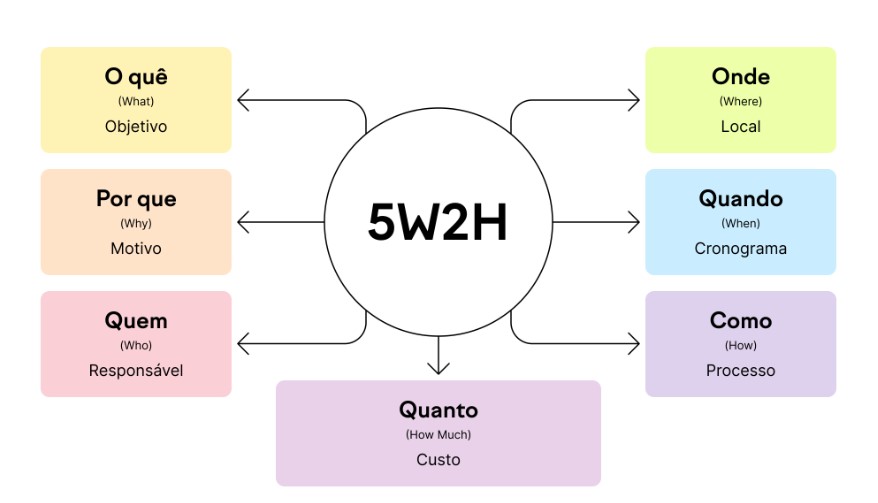 O quê
(What)
Objetivo
Por que
(Why)
Motivo
Quem
(Who)
Responsável
5W2H
Onde
(Where)
Local
Quando
(When)
Cronograma
Como
(How)
Processo
Quanto
(How Much)
Custo